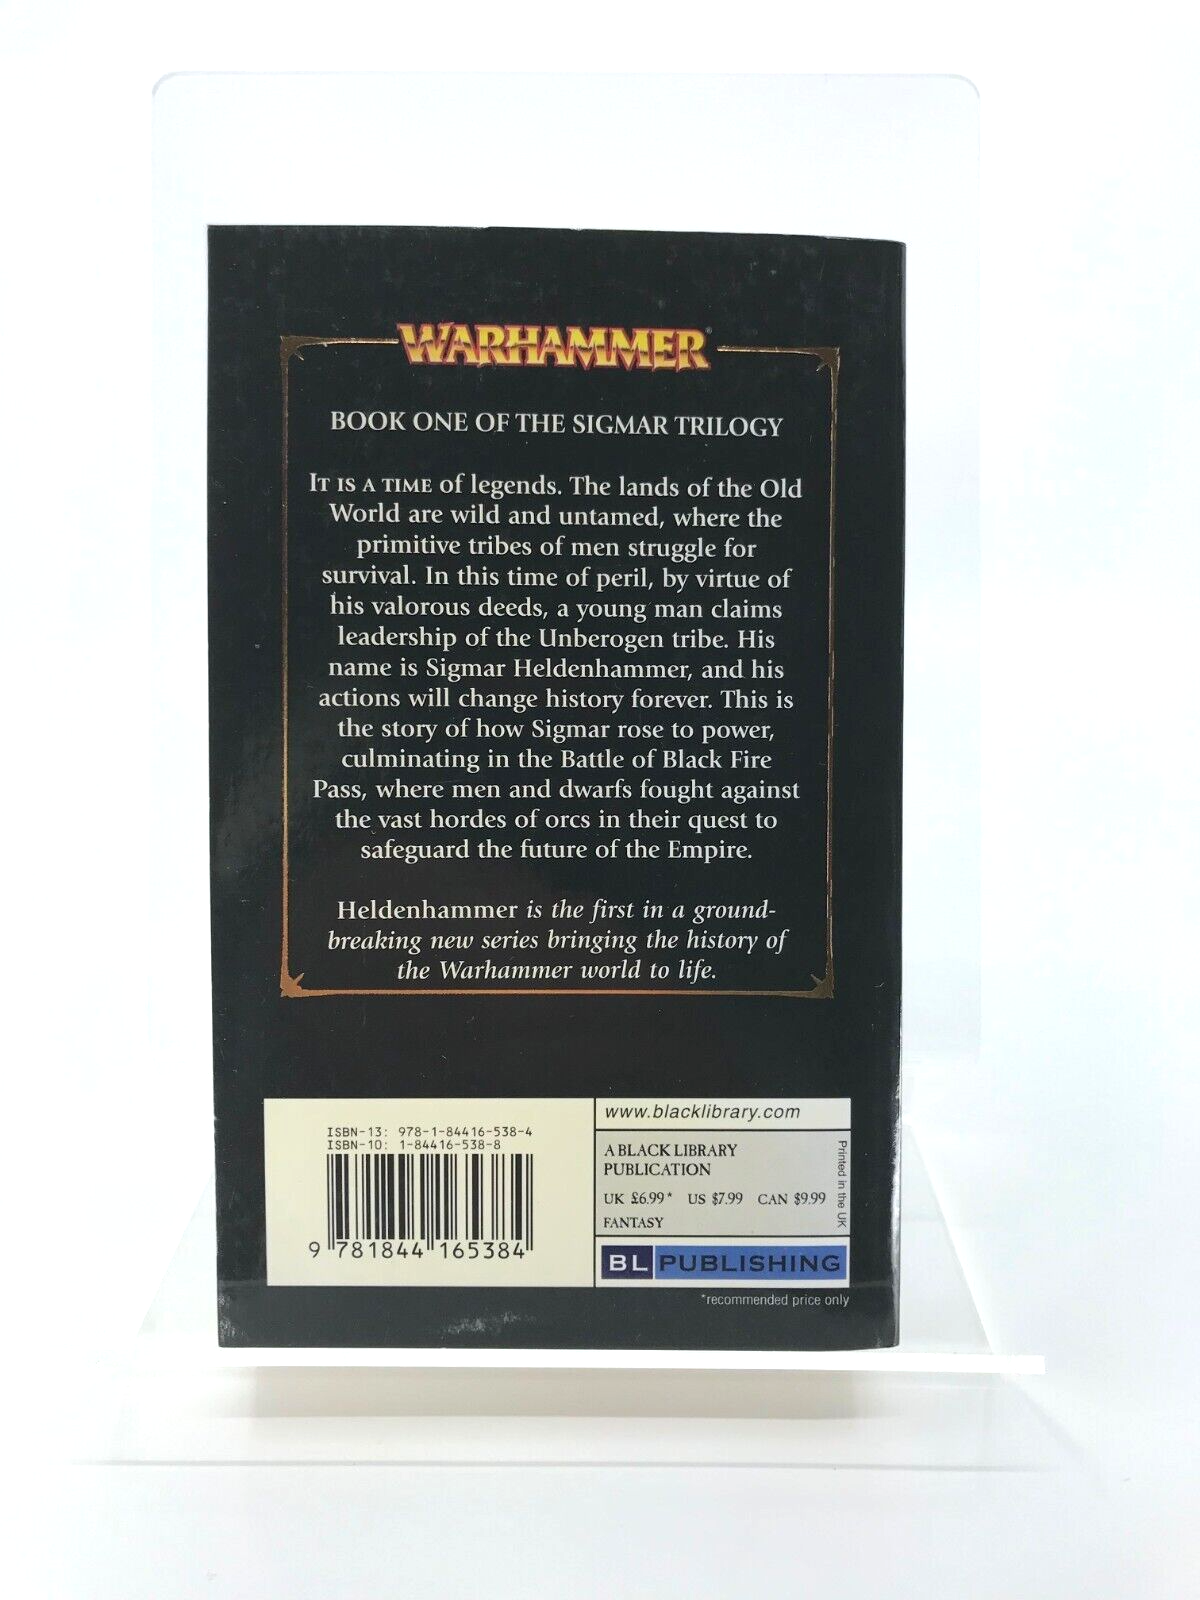 WARHAMMER®
BOOK ONE OF THE SIGMAR TRILOGY
IT IS A TIME of legends. The lands of the Old
World are wild and untamed, where the
primitive tribes of men struggle for
survival. In this time of peril, by virtue of
his valorous deeds, a young man claims
leadership of the Unberogen tribe. His
name is Sigmar Heldenhammer, and his
actions will change history forever. This is
the story of how Sigmar rose to power,
culminating in the Battle of Black Fire
Pass, where men and dwarfs fought against
the vast hordes of orcs in their quest to
safeguard the future of the Empire.
Heldenhammer is the first in a ground-
breaking new series bringing the history of
the Warhammer world to life.
ISBN-13: 978-1-84416-538-4
ISBN-10: 1-84416-538-8
9 781844 165384
www.blacklibrary.com
A BLACK LIBRARY
PUBLICATION
UK £6.99* US $7.99 CAN $9.99
FANTASY
Printed in the UK
BL PUBLISHING
*recommended price only